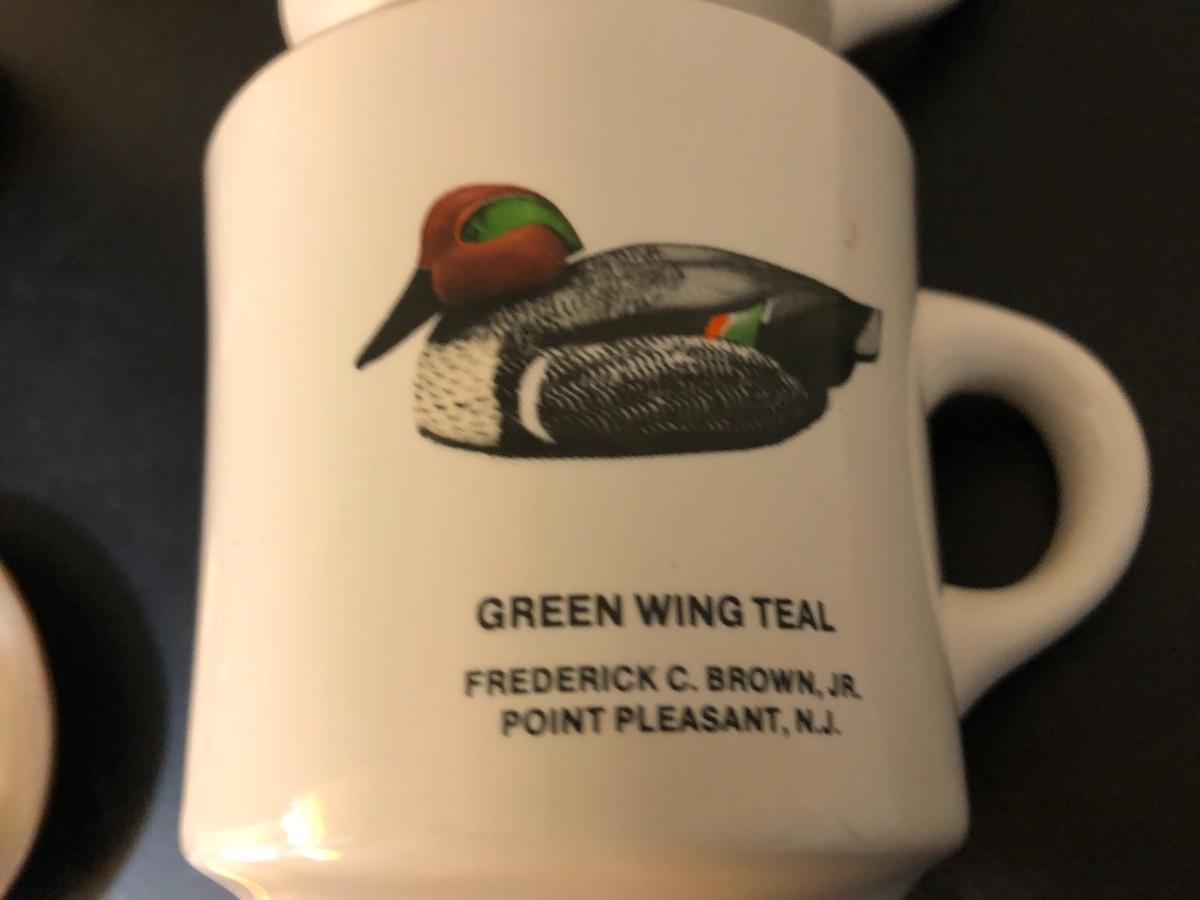 GREEN WING TEAL
FREDERICK C. BROWN, JR.
POINT PLEASANT, N.J.